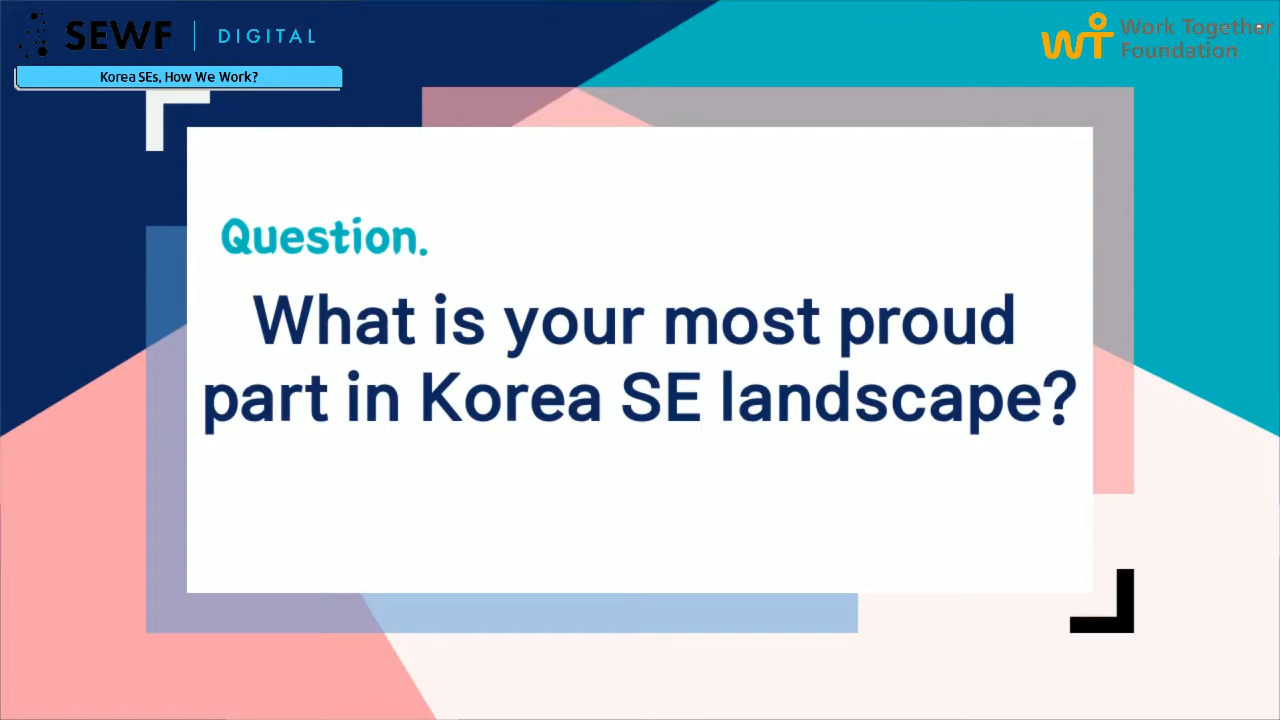 SEWF | DIGITAL
Korea SEs, How We Work?
WT Work Together
Foundation
Question.
What is your most proud
part in Korea SE landscape?